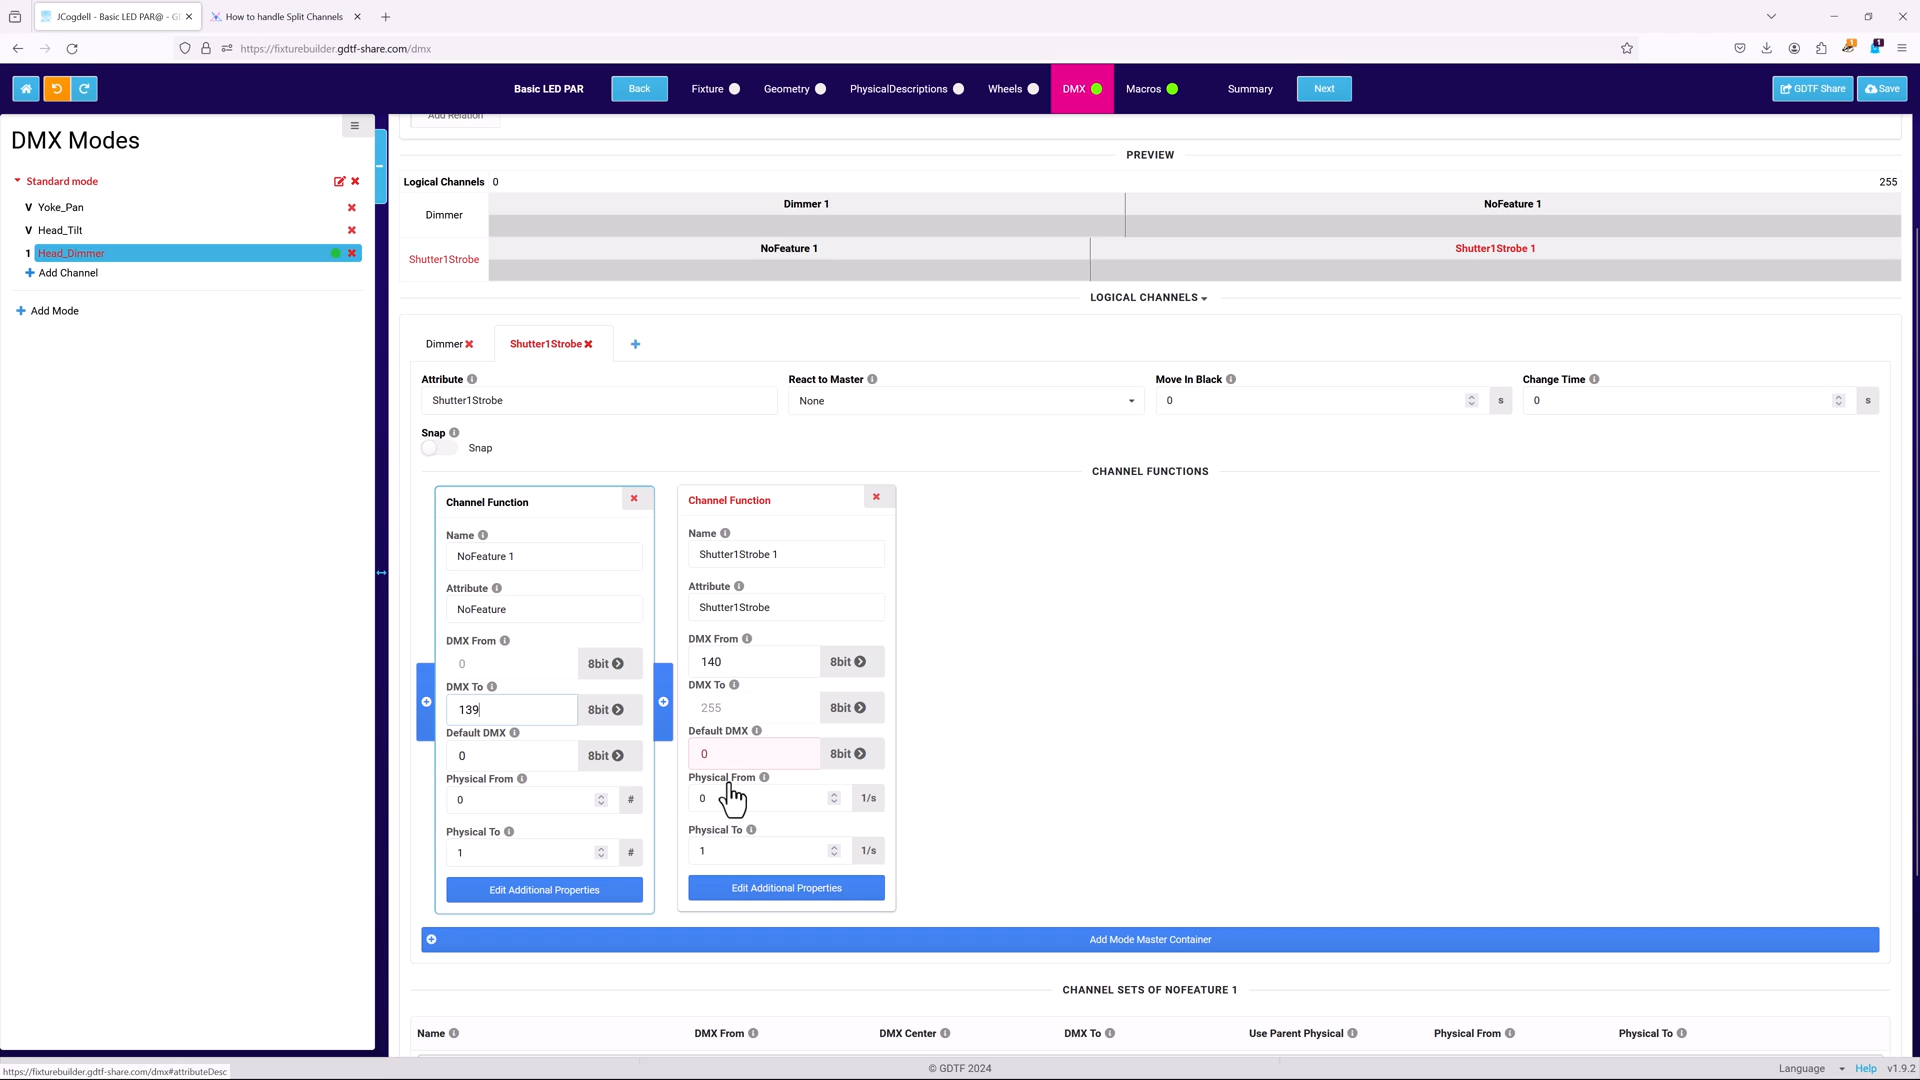 JCogdell - Basic LED PAR@ - G
How to handle Split Channels
https://fixturebuilder.gdtf-share.com/dmx
Basic LED PAR
Back
Fixture
Geometry
PhysicalDescriptions
Wheels
DMX
Macros
Summary
Next
GDTF Share
Save
DMX Modes
Standard mode
V Yoke_Pan
V Head_Tilt
1 Head_Dimmer
Add Channel
Add Mode
Add Relation
PREVIEW
Logical Channels 0 255
Dimmer
Dimmer 1
NoFeature 1
Shutter1Strobe
NoFeature 1
Shutter1Strobe 1
LOGICAL CHANNELS
Dimmer
Shutter1Strobe
Attribute
Shutter1Strobe
React to Master
None
Move In Black
0 s
Change Time
0 s
Snap
Snap
CHANNEL FUNCTIONS
Channel Function
Name
NoFeature 1
Attribute
NoFeature
DMX From
0 8bit
DMX To
139 8bit
Default DMX
0 8bit
Physical From
0 #
Physical To
1 #
Edit Additional Properties
Channel Function
Name
Shutter1Strobe 1
Attribute
Shutter1Strobe
DMX From
140 8bit
DMX To
255 8bit
Default DMX
0 8bit
Physical From
0 1/s
Physical To
1 1/s
Edit Additional Properties
Add Mode Master Container
CHANNEL SETS OF NOFEATURE 1
Name DMX From DMX Center DMX To Use Parent Physical Physical From Physical To
https://fixturebuilder.gdtf-share.com/dmx#attributeDesc
© GDTF 2024
Language Help v1.9.2